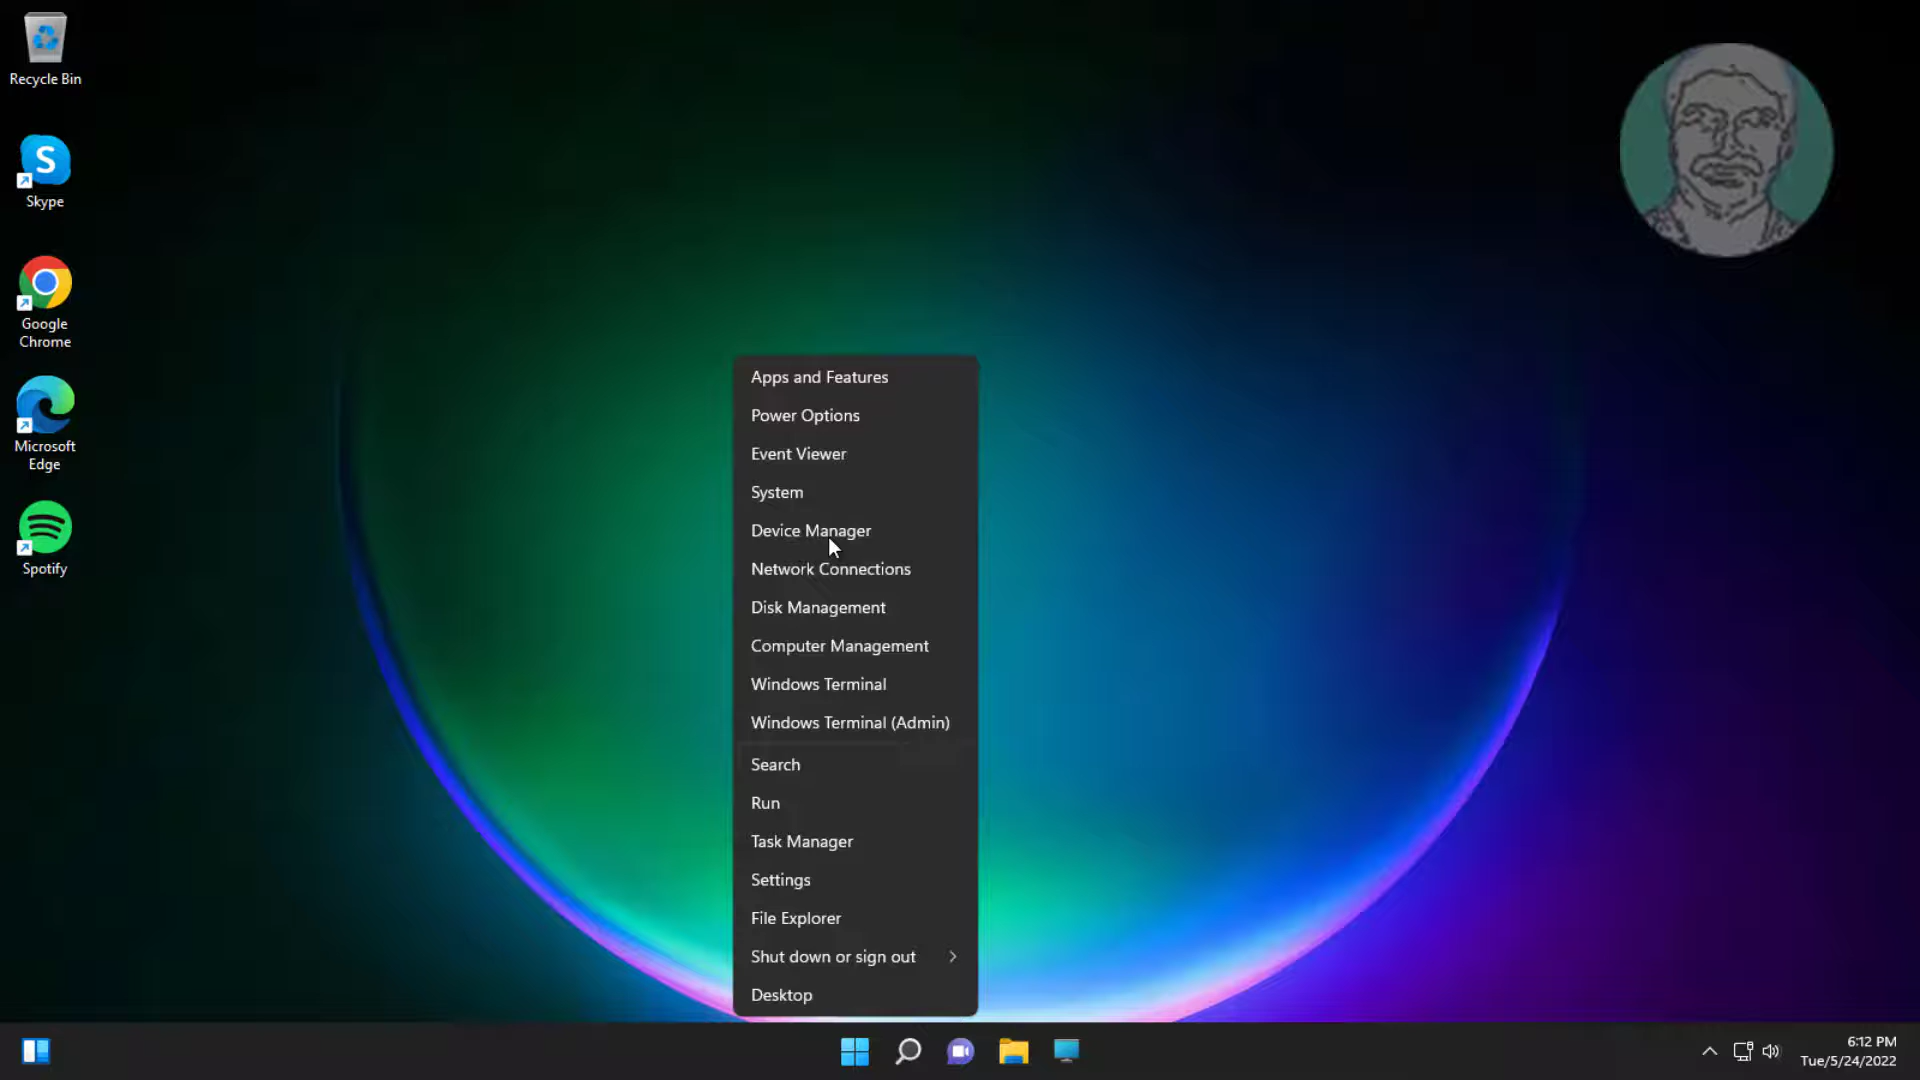 Recycle Bin
S
Skype
Google
Chrome
Microsoft
Edge
Spotify
Apps and Features
Power Options
Event Viewer
System
Device Manager
Network Connections
Disk Management
Computer Management
Windows Terminal
Windows Terminal (Admin)
Search
Run
Task Manager
Settings
File Explorer
Shut down or sign out
Desktop
6:12 PM
Tue/5/24/2022